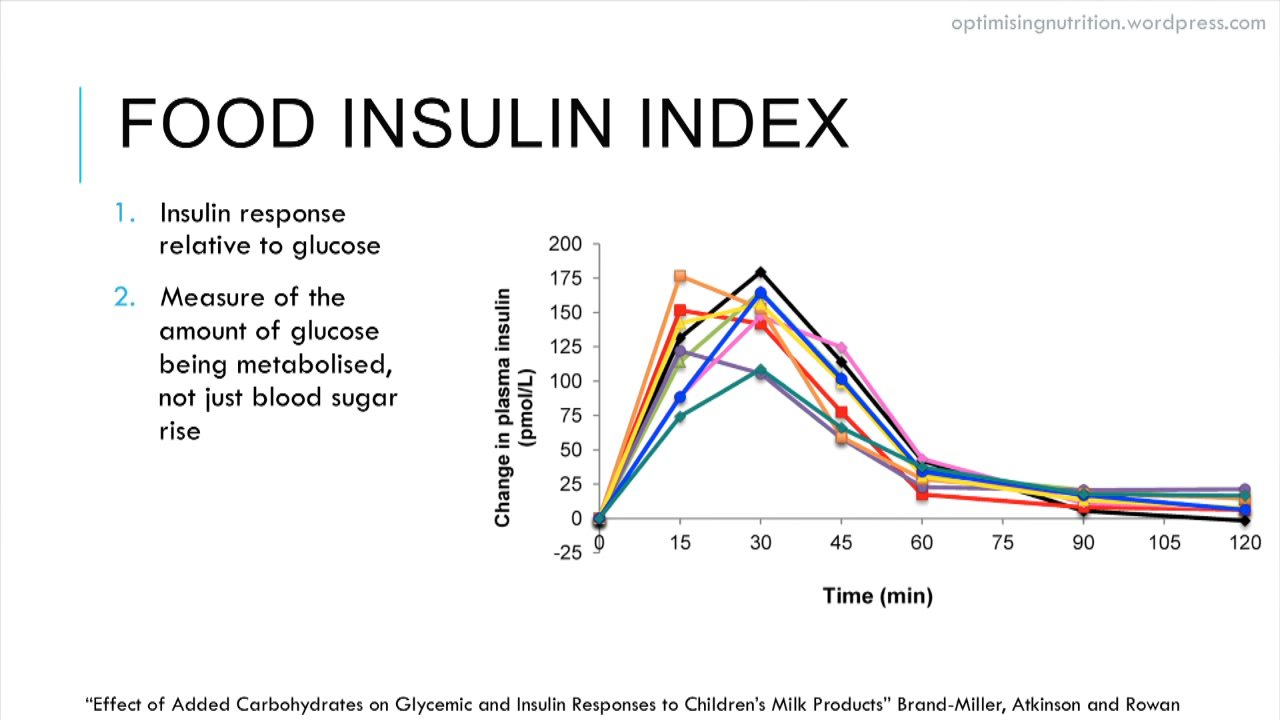 optimisingnutrition.wordpress.com
FOOD INSULIN INDEX
1. Insulin response
relative to glucose
2. Measure of the
amount of glucose
being metabolised,
not just blood sugar
rise
Change in plasma insulin
(pmol/L)
200
175
150
125
100
75
50
25
0
-25
0 15 30 45 60 75 90 105 120
Time (min)
“Effect of Added Carbohydrates on Glycemic and Insulin Responses to Children’s Milk Products” Brand-Miller, Atkinson and Rowan